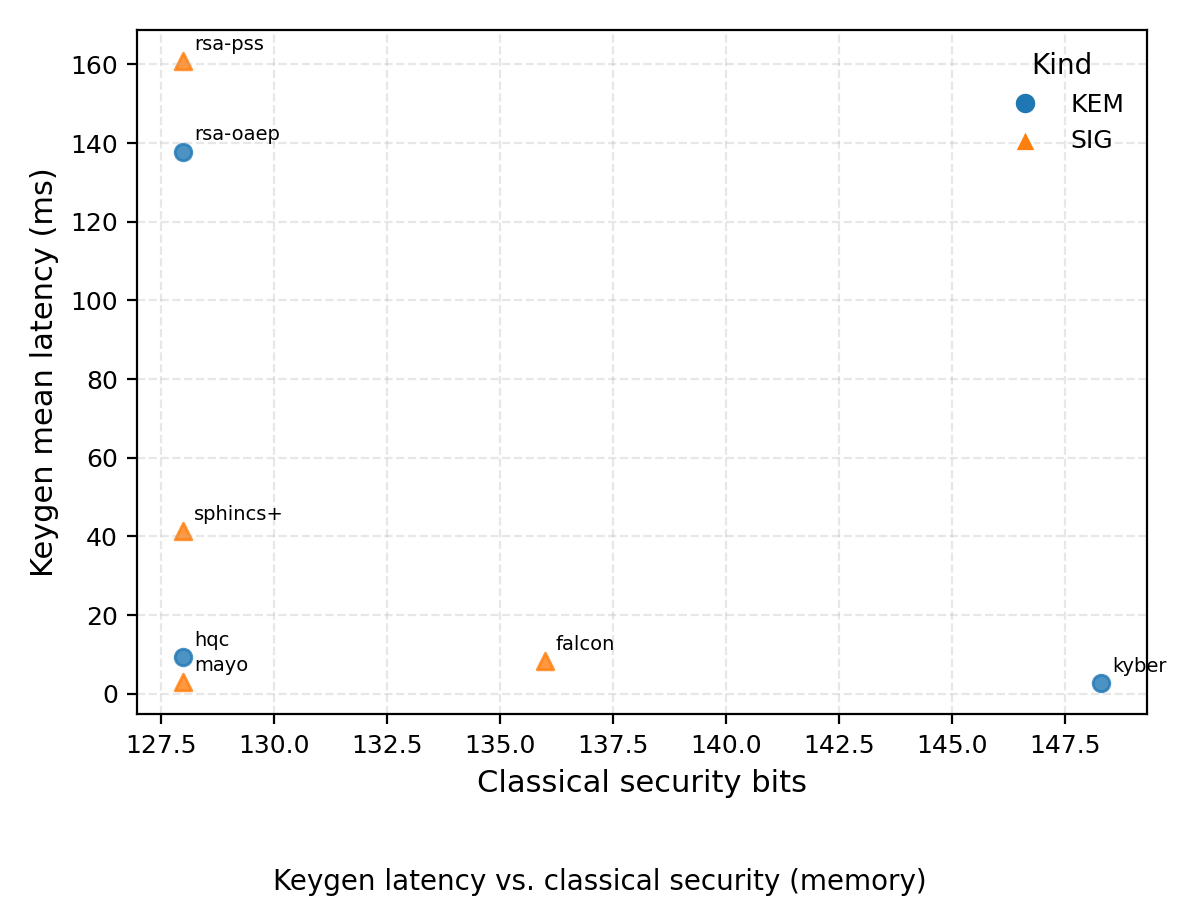 rsa-pss
rsa-oaep
sphincs+
hqc
mayo
falcon
kyber
Kind
KEM
SIG
160
140
120
100
80
60
40
20
0
Keygen mean latency (ms)
127.5 130.0 132.5 135.0 137.5 140.0 142.5 145.0 147.5
Classical security bits
Keygen latency vs. classical security (memory)